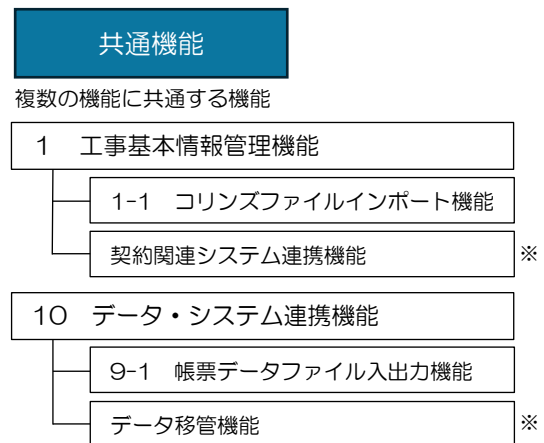 共通機能
複数の機能に共通する機能
1 工事基本情報管理機能
1-1 コリンズファイルインポート機能
契約関連システム連携機能 ※
10 データ・システム連携機能
9-1 帳票データファイル入出力機能
データ移管機能 ※